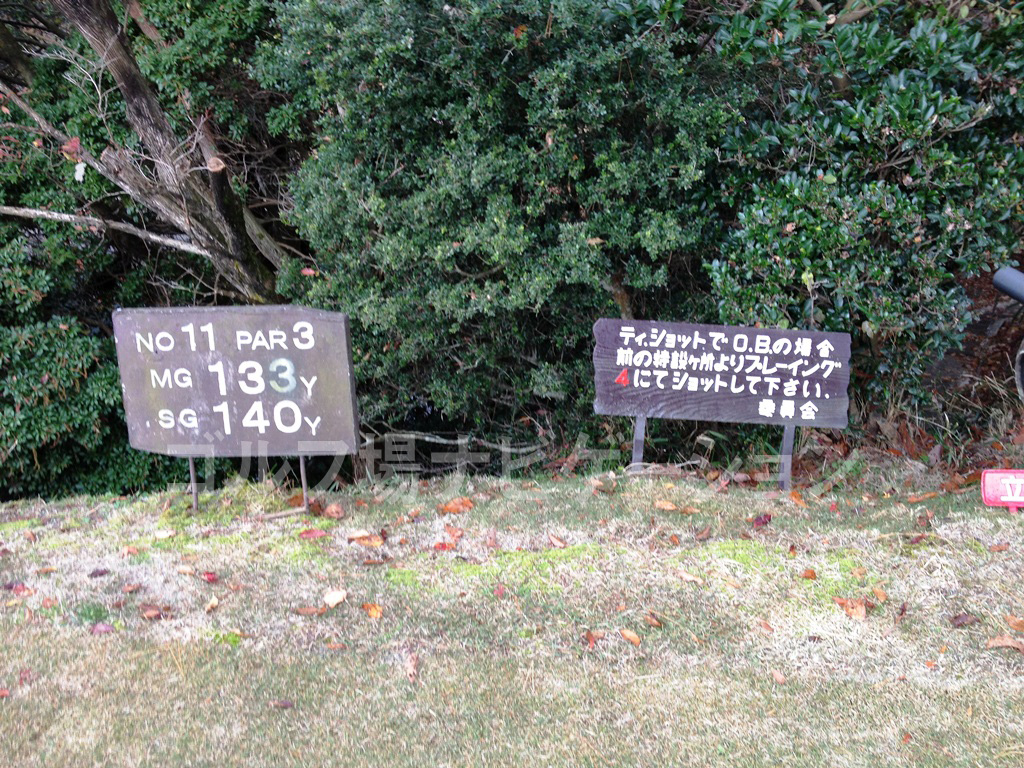 NO 11 PAR 3
MG 133Y
SG 140Y
ティ.ショット.で O.B.の場合
前の特設ヶ所よりプレーイング
4にてショットして下さい.
委員会
立
ゴルフ場ナビゲーション